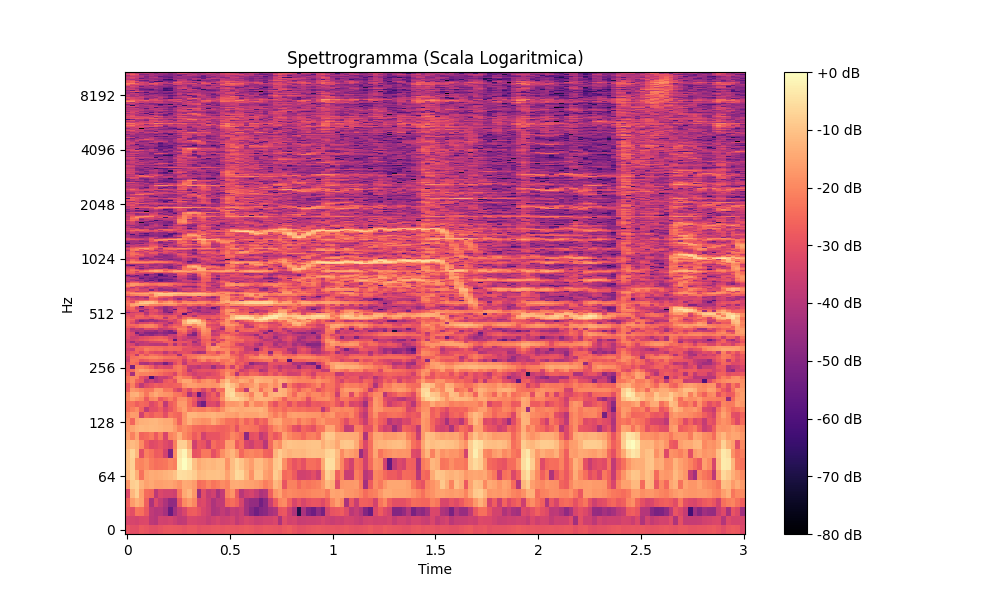 Spettrogramma (Scala Logaritmica)
Hz
8192
4096
2048
1024
512
256
128
64
0
0 0.5 1 1.5 2 2.5 3
Time
+0 dB
-10 dB
-20 dB
-30 dB
-40 dB
-50 dB
-60 dB
-70 dB
-80 dB